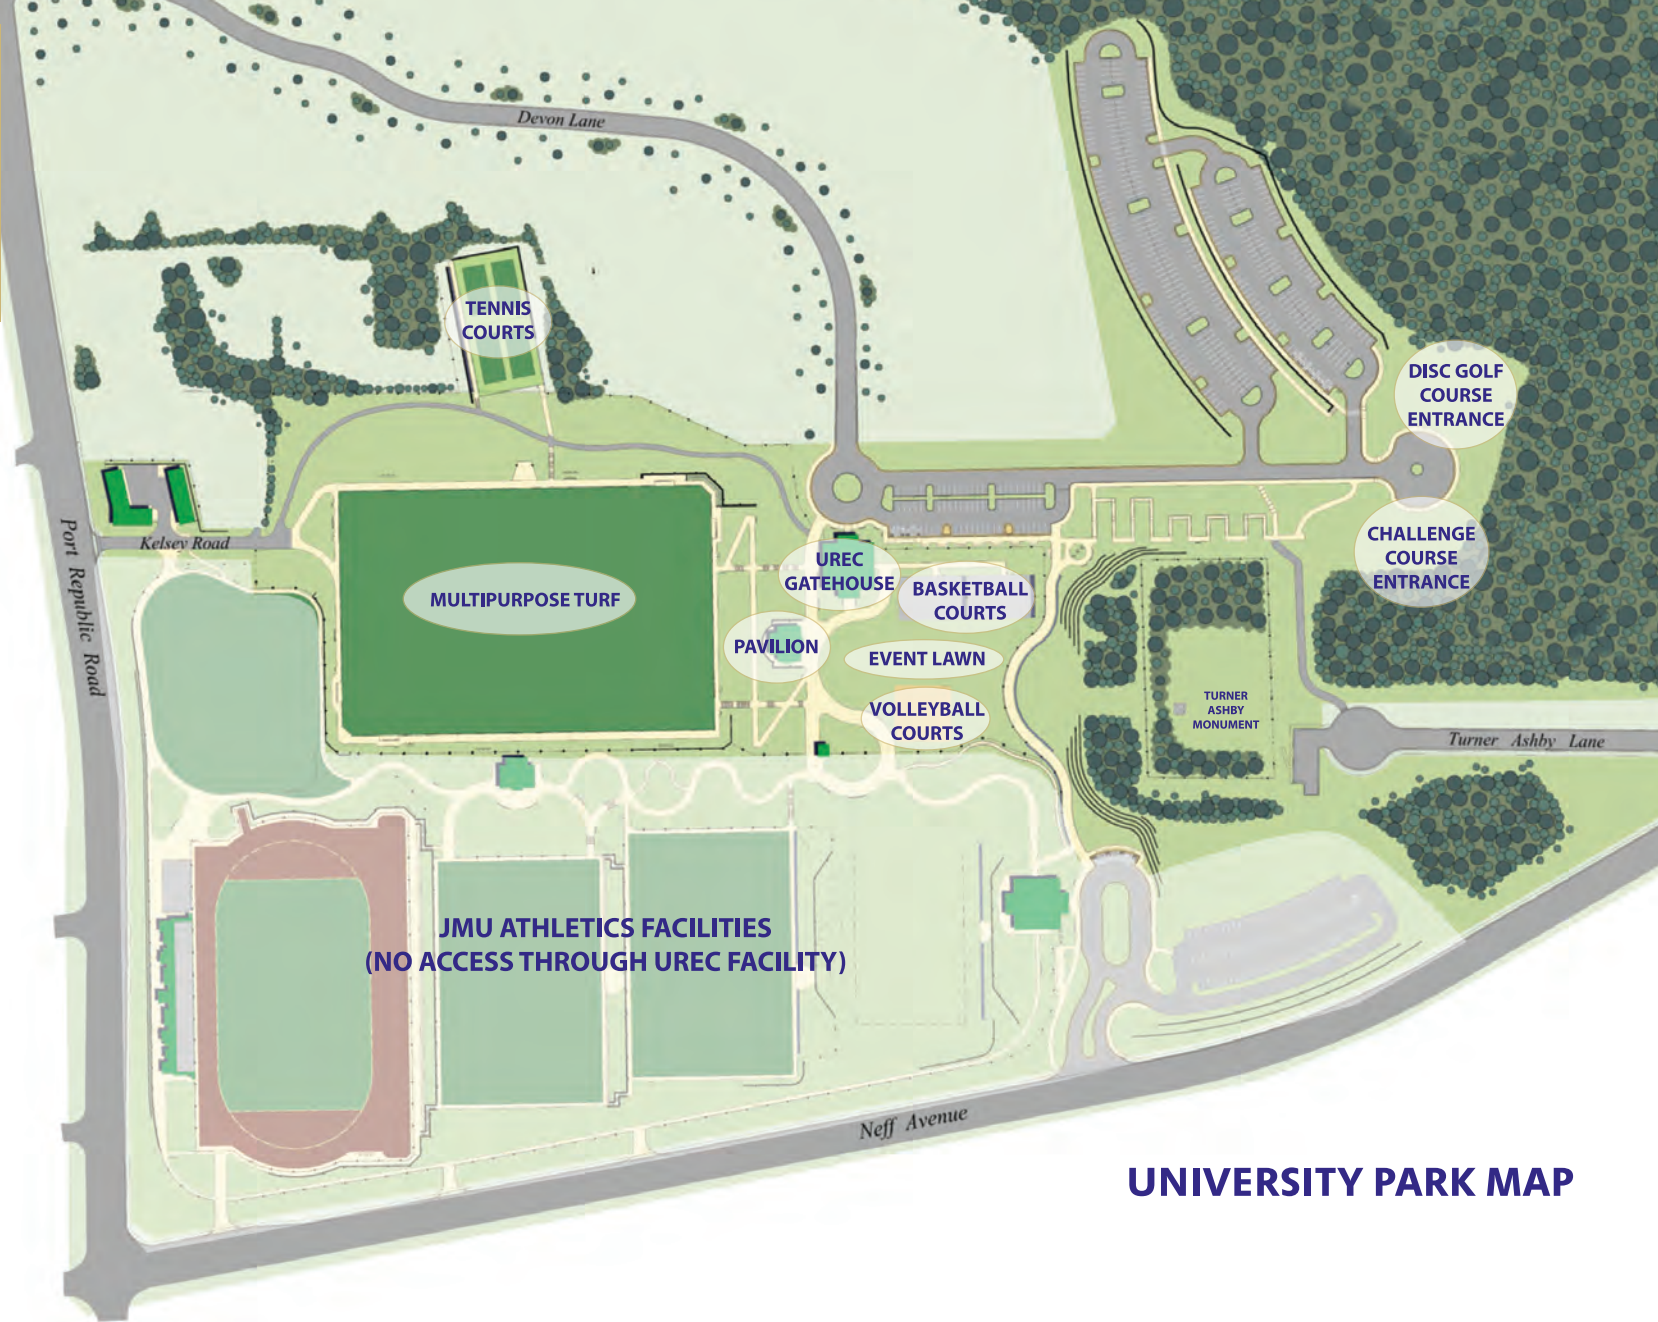 Devon Lane
TENNIS
COURTS
DISC GOLF
COURSE
ENTRANCE
Port Republic Road
Kelsey Road
CHALLENGE
COURSE
ENTRANCE
UREC
GATEHOUSE
BASKETBALL
COURTS
MULTIPURPOSE TURF
PAVILION
EVENT LAWN
VOLLEYBALL
COURTS
TURNER
ASHBY
MONUMENT
Turner Ashby Lane
JMU ATHLETICS FACILITIES
(NO ACCESS THROUGH UREC FACILITY)
Neff Avenue
UNIVERSITY PARK MAP